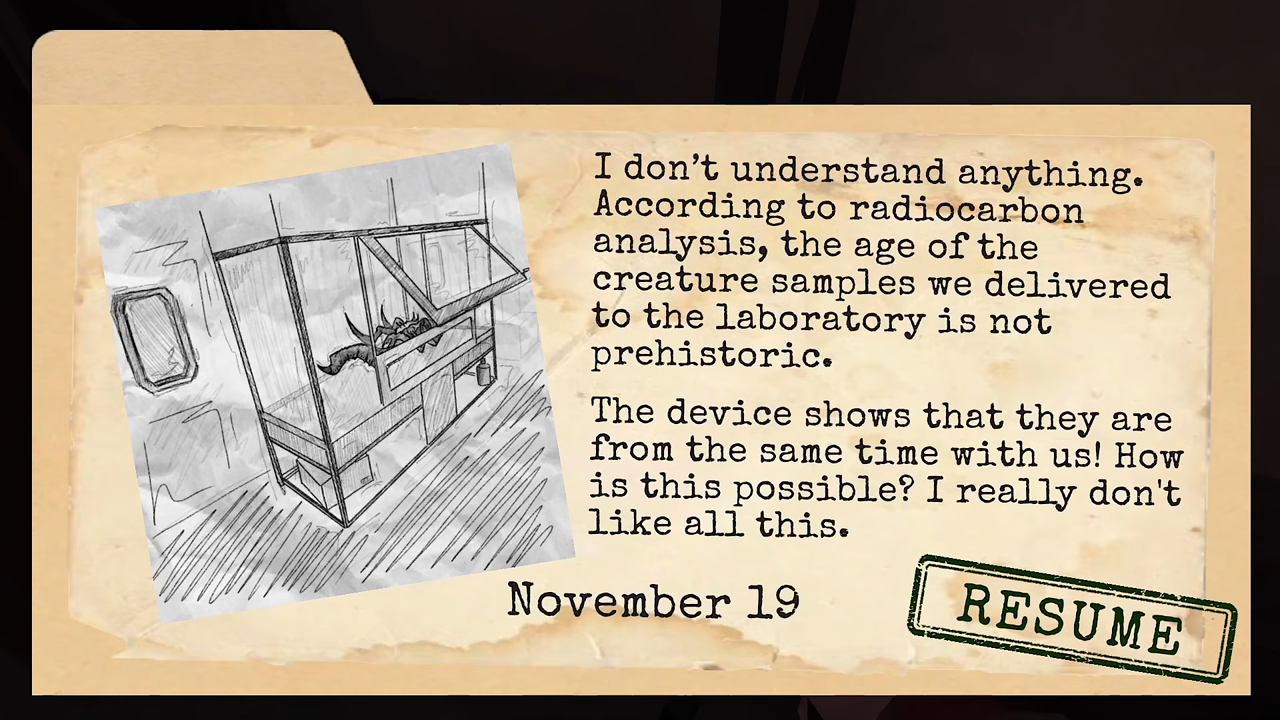 I don’t understand anything.
According to radiocarbon
analysis, the age of the
creature samples we delivered
to the laboratory is not
prehistoric.
The device shows that they are
from the same time with us! How
is this possible? I really don't
like all this.
November 19
RESUME